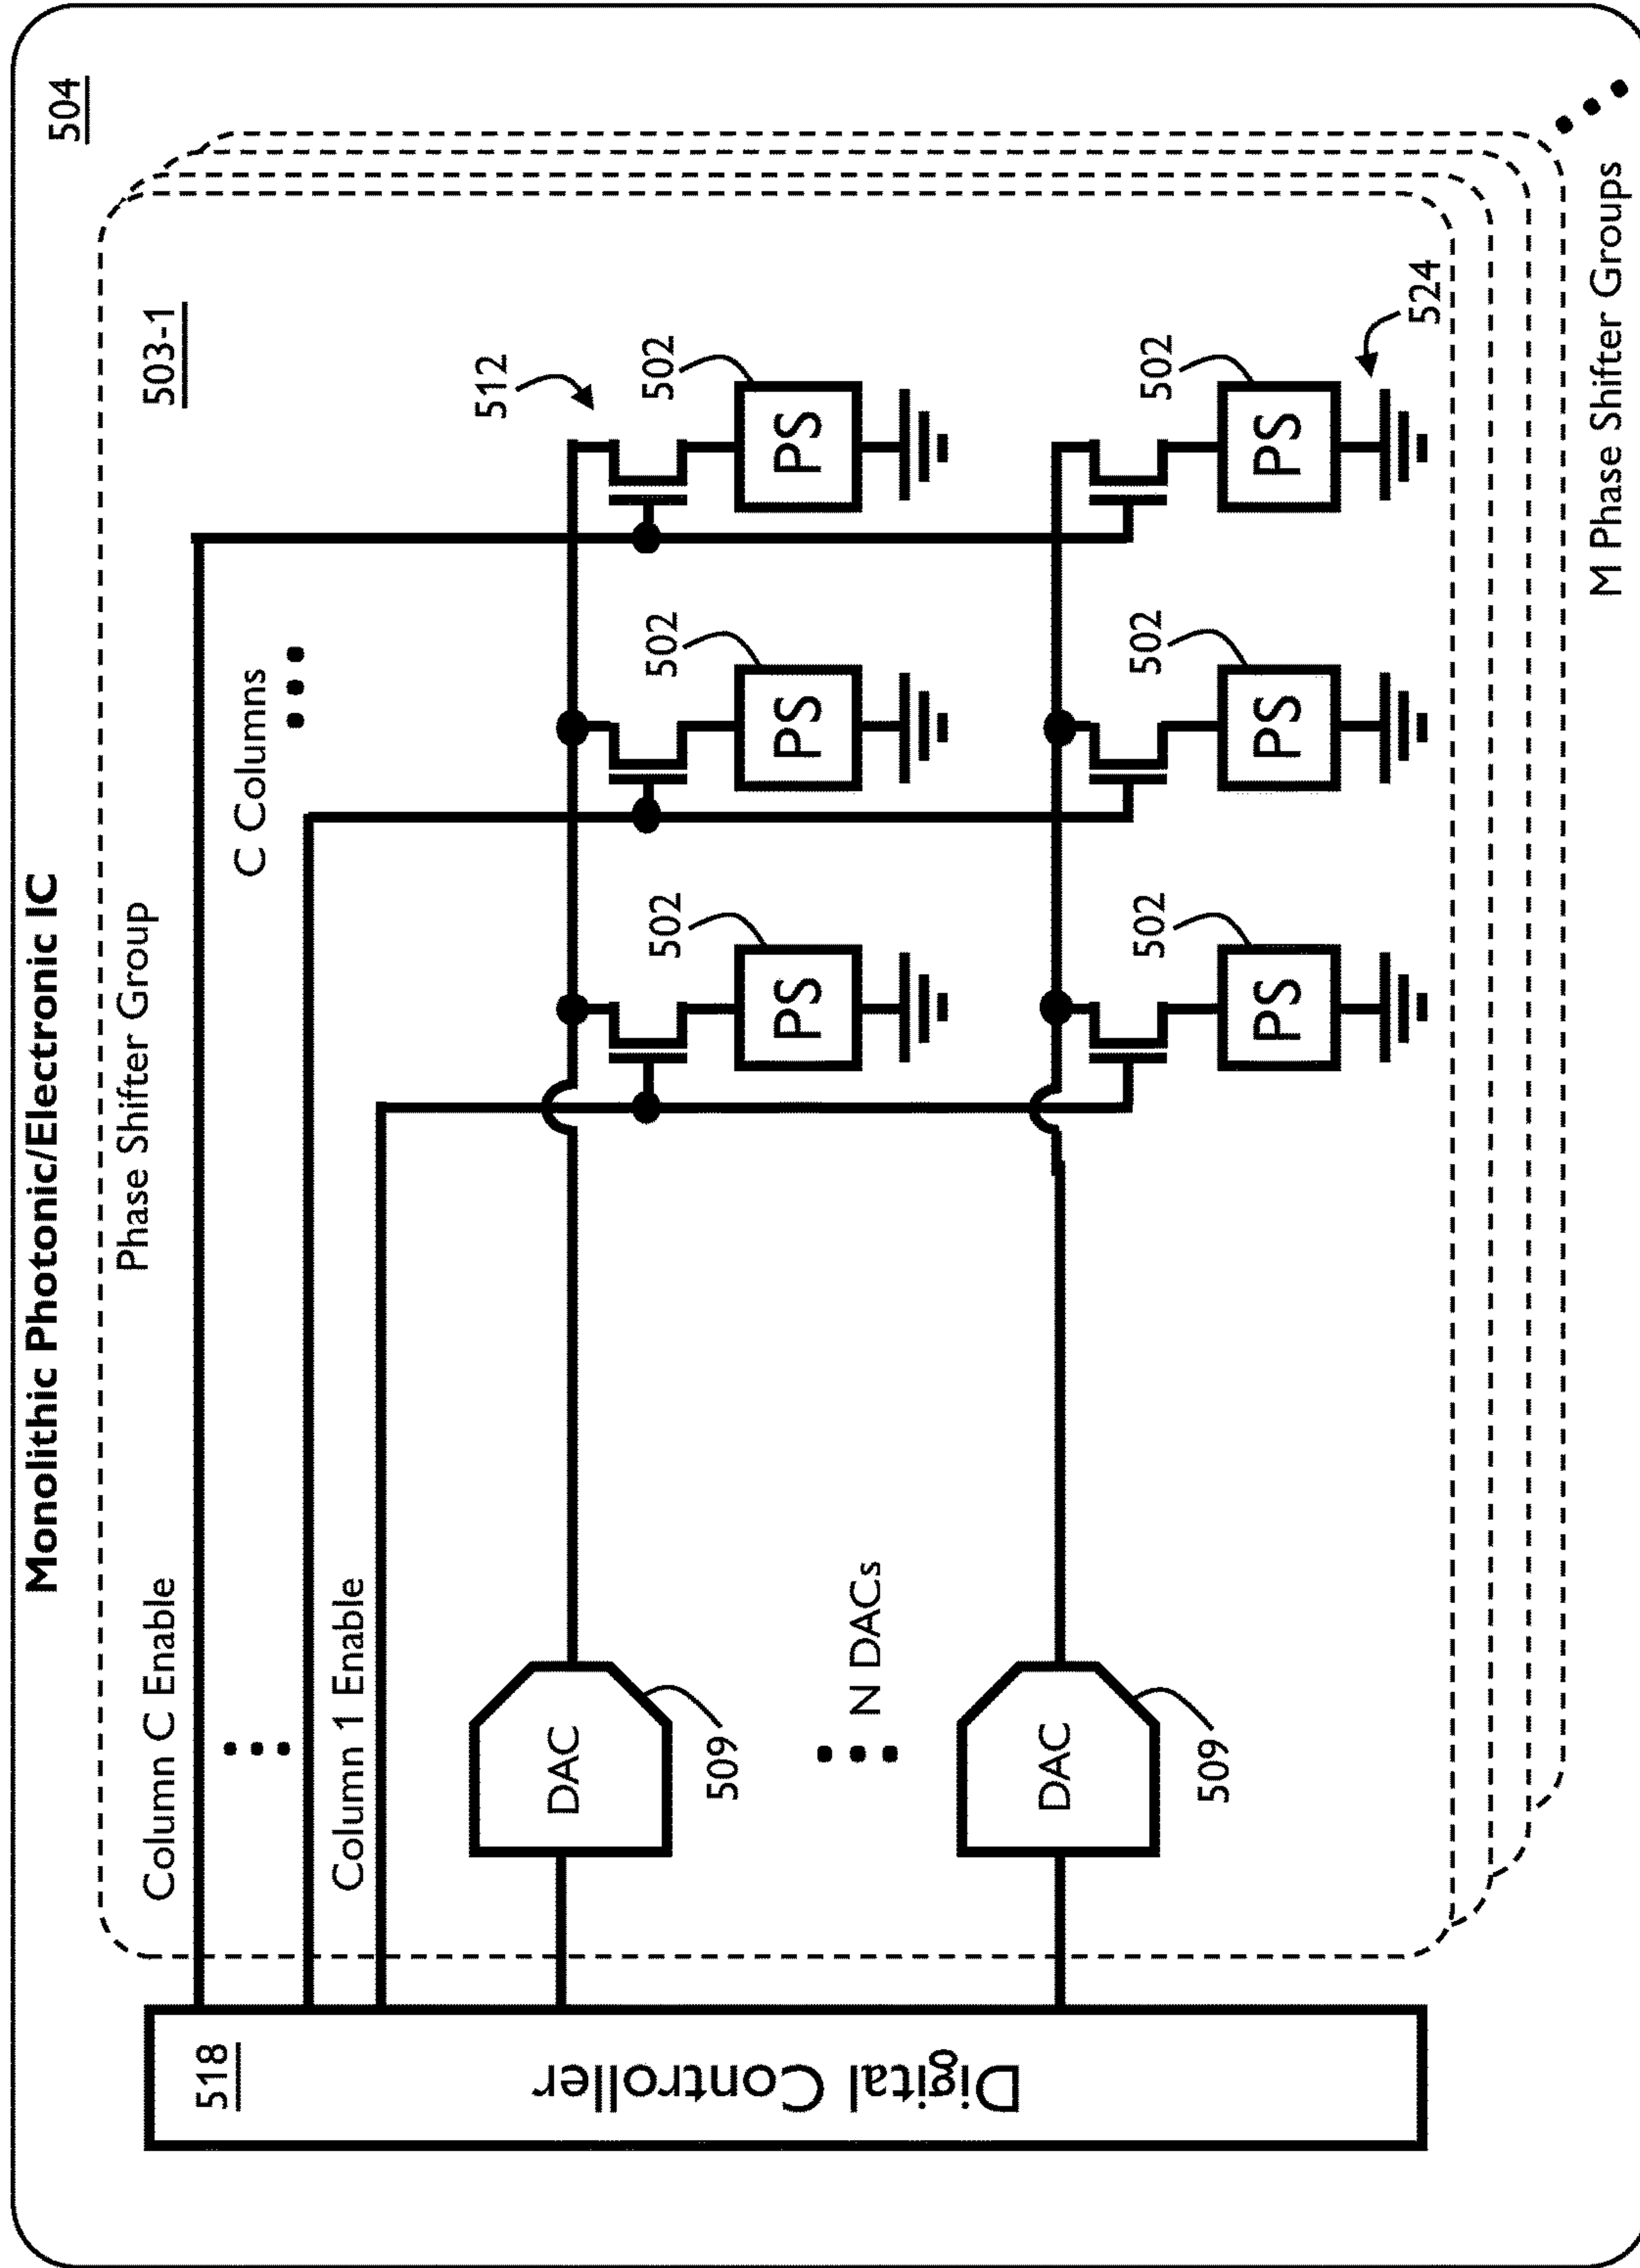 Monolithic Photonic/Electronic IC
504
Phase Shifter Group
503-1
Column C Enable
C Columns
Column 1 Enable
512
502
502
502
PS
PS
PS
DAC
509
N DACs
502
502
502
PS
PS
PS
DAC
509
524
518
Digital Controller
M Phase Shifter Groups